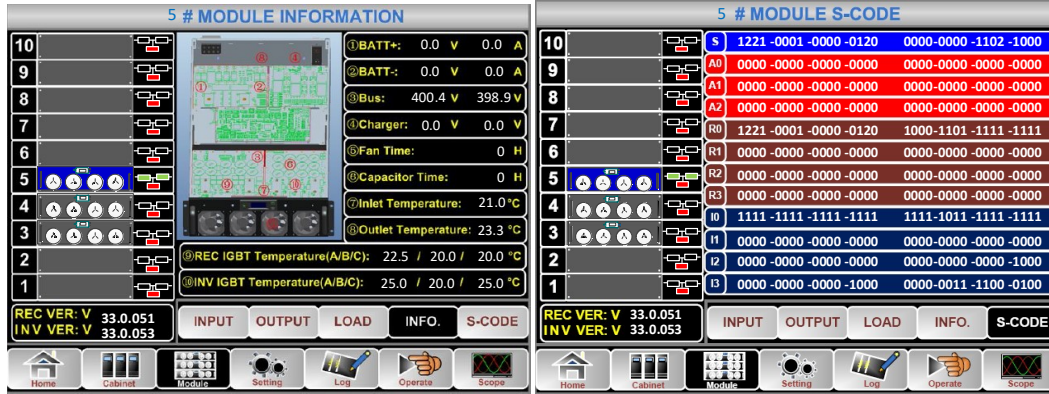 5 # MODULE INFORMATION
10
9
8
7
6
5
4
3
2
1
①BATT+: 0.0 V 0.0 A
②BATT-: 0.0 V 0.0 A
③Bus: 400.4 V 398.9 V
④Charger: 0.0 V 0.0 V
⑤Fan Time: 0 H
⑥Capacitor Time: 0 H
⑦Inlet Temperature: 21.0 °C
⑧Outlet Temperature: 23.3 °C
⑨REC IGBT Temperature(A/B/C): 22.5 / 20.0 / 20.0 °C
⑩INV IGBT Temperature(A/B/C): 25.0 / 20.0 / 25.0 °C
REC VER: V 33.0.051
INV VER: V 33.0.053
INPUT OUTPUT LOAD INFO. S-CODE
Home Cabinet Module Setting Log Operate Scope
5 # MODULE S-CODE
10
9
8
7
6
5
4
3
2
1
S 1221 -0001 -0000 -0120 0000-0000 -1102 -1000
A0 0000 -0000 -0000 -0000 0000 -0000 -0000 -0000
A1 0000 -0000 -0000 -0000 0000 -0000 -0000 -0000
A2 0000 -0000 -0000 -0000 0000 -0000 -0000 -0000
R0 1221 -0001 -0000 -0120 1000-1101 -1111 -1111
R1 0000 -0000 -0000 -0000 0000 -0000 -0000 -0000
R2 0000 -0000 -0000 -0000 0000 -0000 -0000 -0000
R3 0000 -0000 -0000 -0000 0000 -0000 -0000 -0000
I0 1111 -1111 -1111 -1111 1111-1011 -1111 -1111
I1 0000 -0000 -0000 -0000 0000 -0000 -0000 -0000
I2 0000 -0000 -0000 -0000 0000 -0000 -0000 -1000
I3 0000 -0000 -0000 -1000 0000-0011 -1100 -0100
REC VER: V 33.0.051
INV VER: V 33.0.053
INPUT OUTPUT LOAD INFO. S-CODE
Home Cabinet Module Setting Log Operate Scope